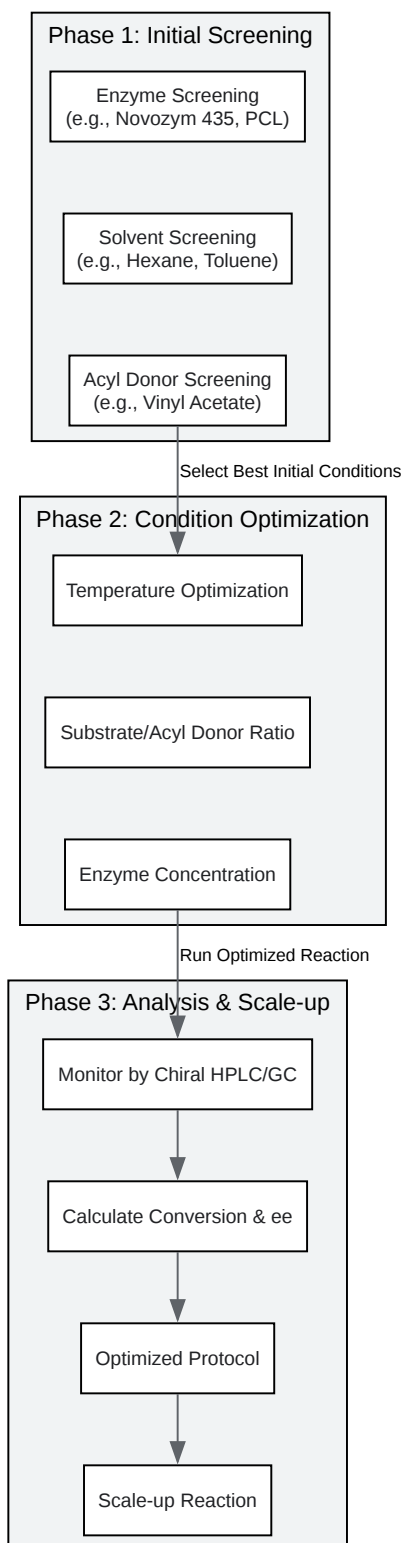 Phase 1: Initial Screening
Enzyme Screening
(e.g., Novozym 435, PCL)
Solvent Screening
(e.g., Hexane, Toluene)
Acyl Donor Screening
(e.g., Vinyl Acetate)
Select Best Initial Conditions
Phase 2: Condition Optimization
Temperature Optimization
Substrate/Acyl Donor Ratio
Enzyme Concentration
Run Optimized Reaction
Phase 3: Analysis & Scale-up
Monitor by Chiral HPLC/GC
Calculate Conversion & ee
Optimized Protocol
Scale-up Reaction